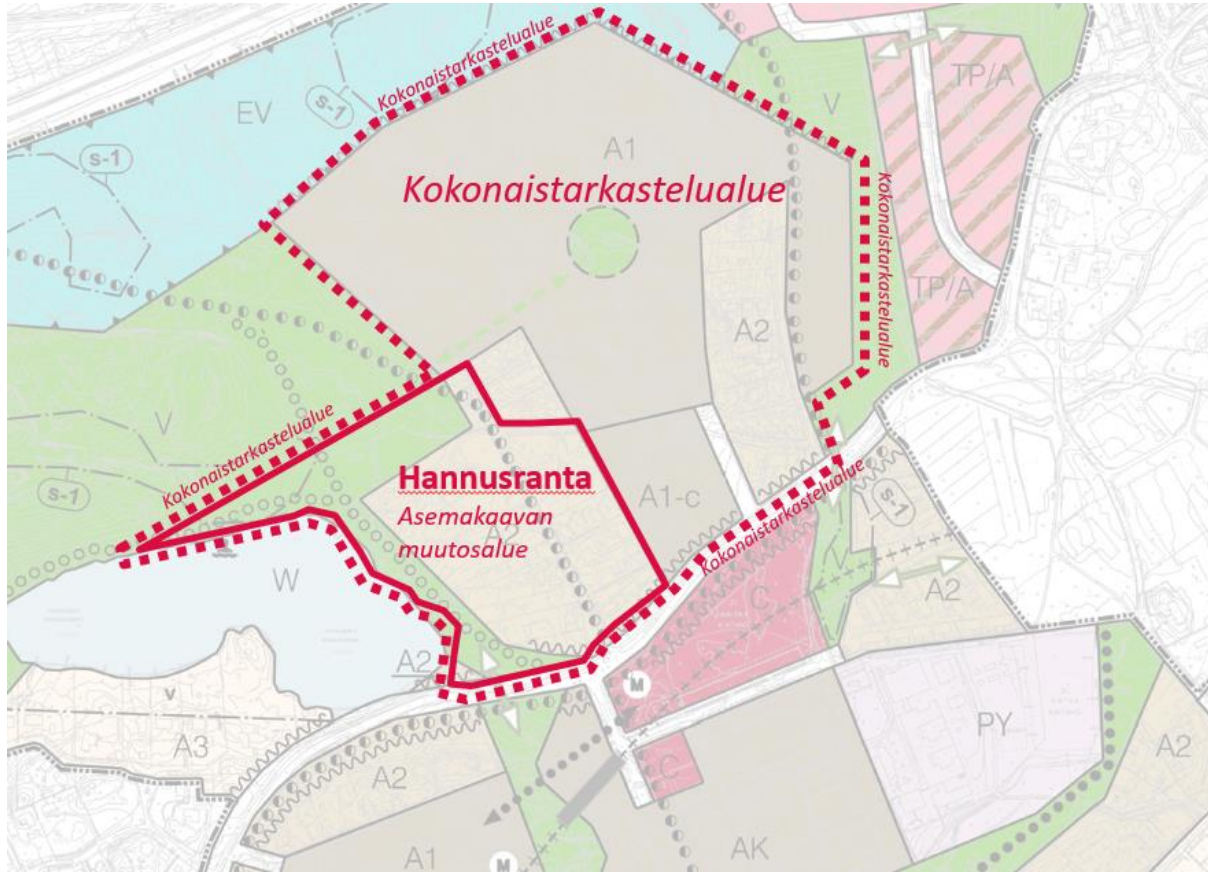 Kokonaistarkastelualue
EV
s-1
s-1
V
TP/A
A1
Kokonaistarkastelualue
Kokonaistarkastelualue
A2
TP/A
V
s-1
Kokonaistarkastelualue
Hannusranta
Asemakaavan
muutosalue
A2
A1-c
s-1
Kokonaistarkastelualue
W
C
V
A2
A2
M
v
A3
A2
C
PY
A2
A1
M
AK